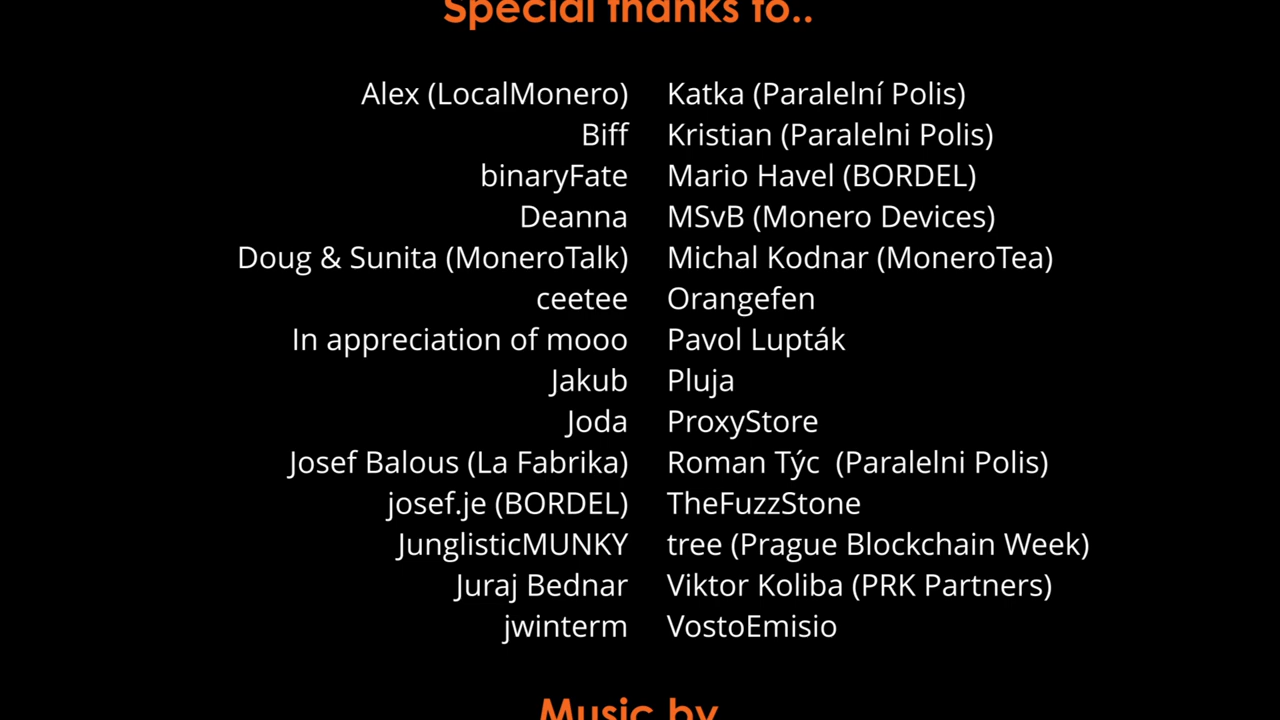 Special thanks to..
Alex (LocalMonero) Katka (Paralelní Polis)
Biff Kristian (Paralelni Polis)
binaryFate Mario Havel (BORDEL)
Deanna MSvB (Monero Devices)
Doug & Sunita (MoneroTalk) Michal Kodnar (MoneroTea)
ceetee Orangefen
In appreciation of mooo Pavol Lupták
Jakub Pluja
Joda ProxyStore
Josef Balous (La Fabrika) Roman Týc  (Paralelni Polis)
josef.je (BORDEL) TheFuzzStone
JunglisticMUNKY tree (Prague Blockchain Week)
Juraj Bednar Viktor Koliba (PRK Partners)
jwinterm VostoEmisio
Music by